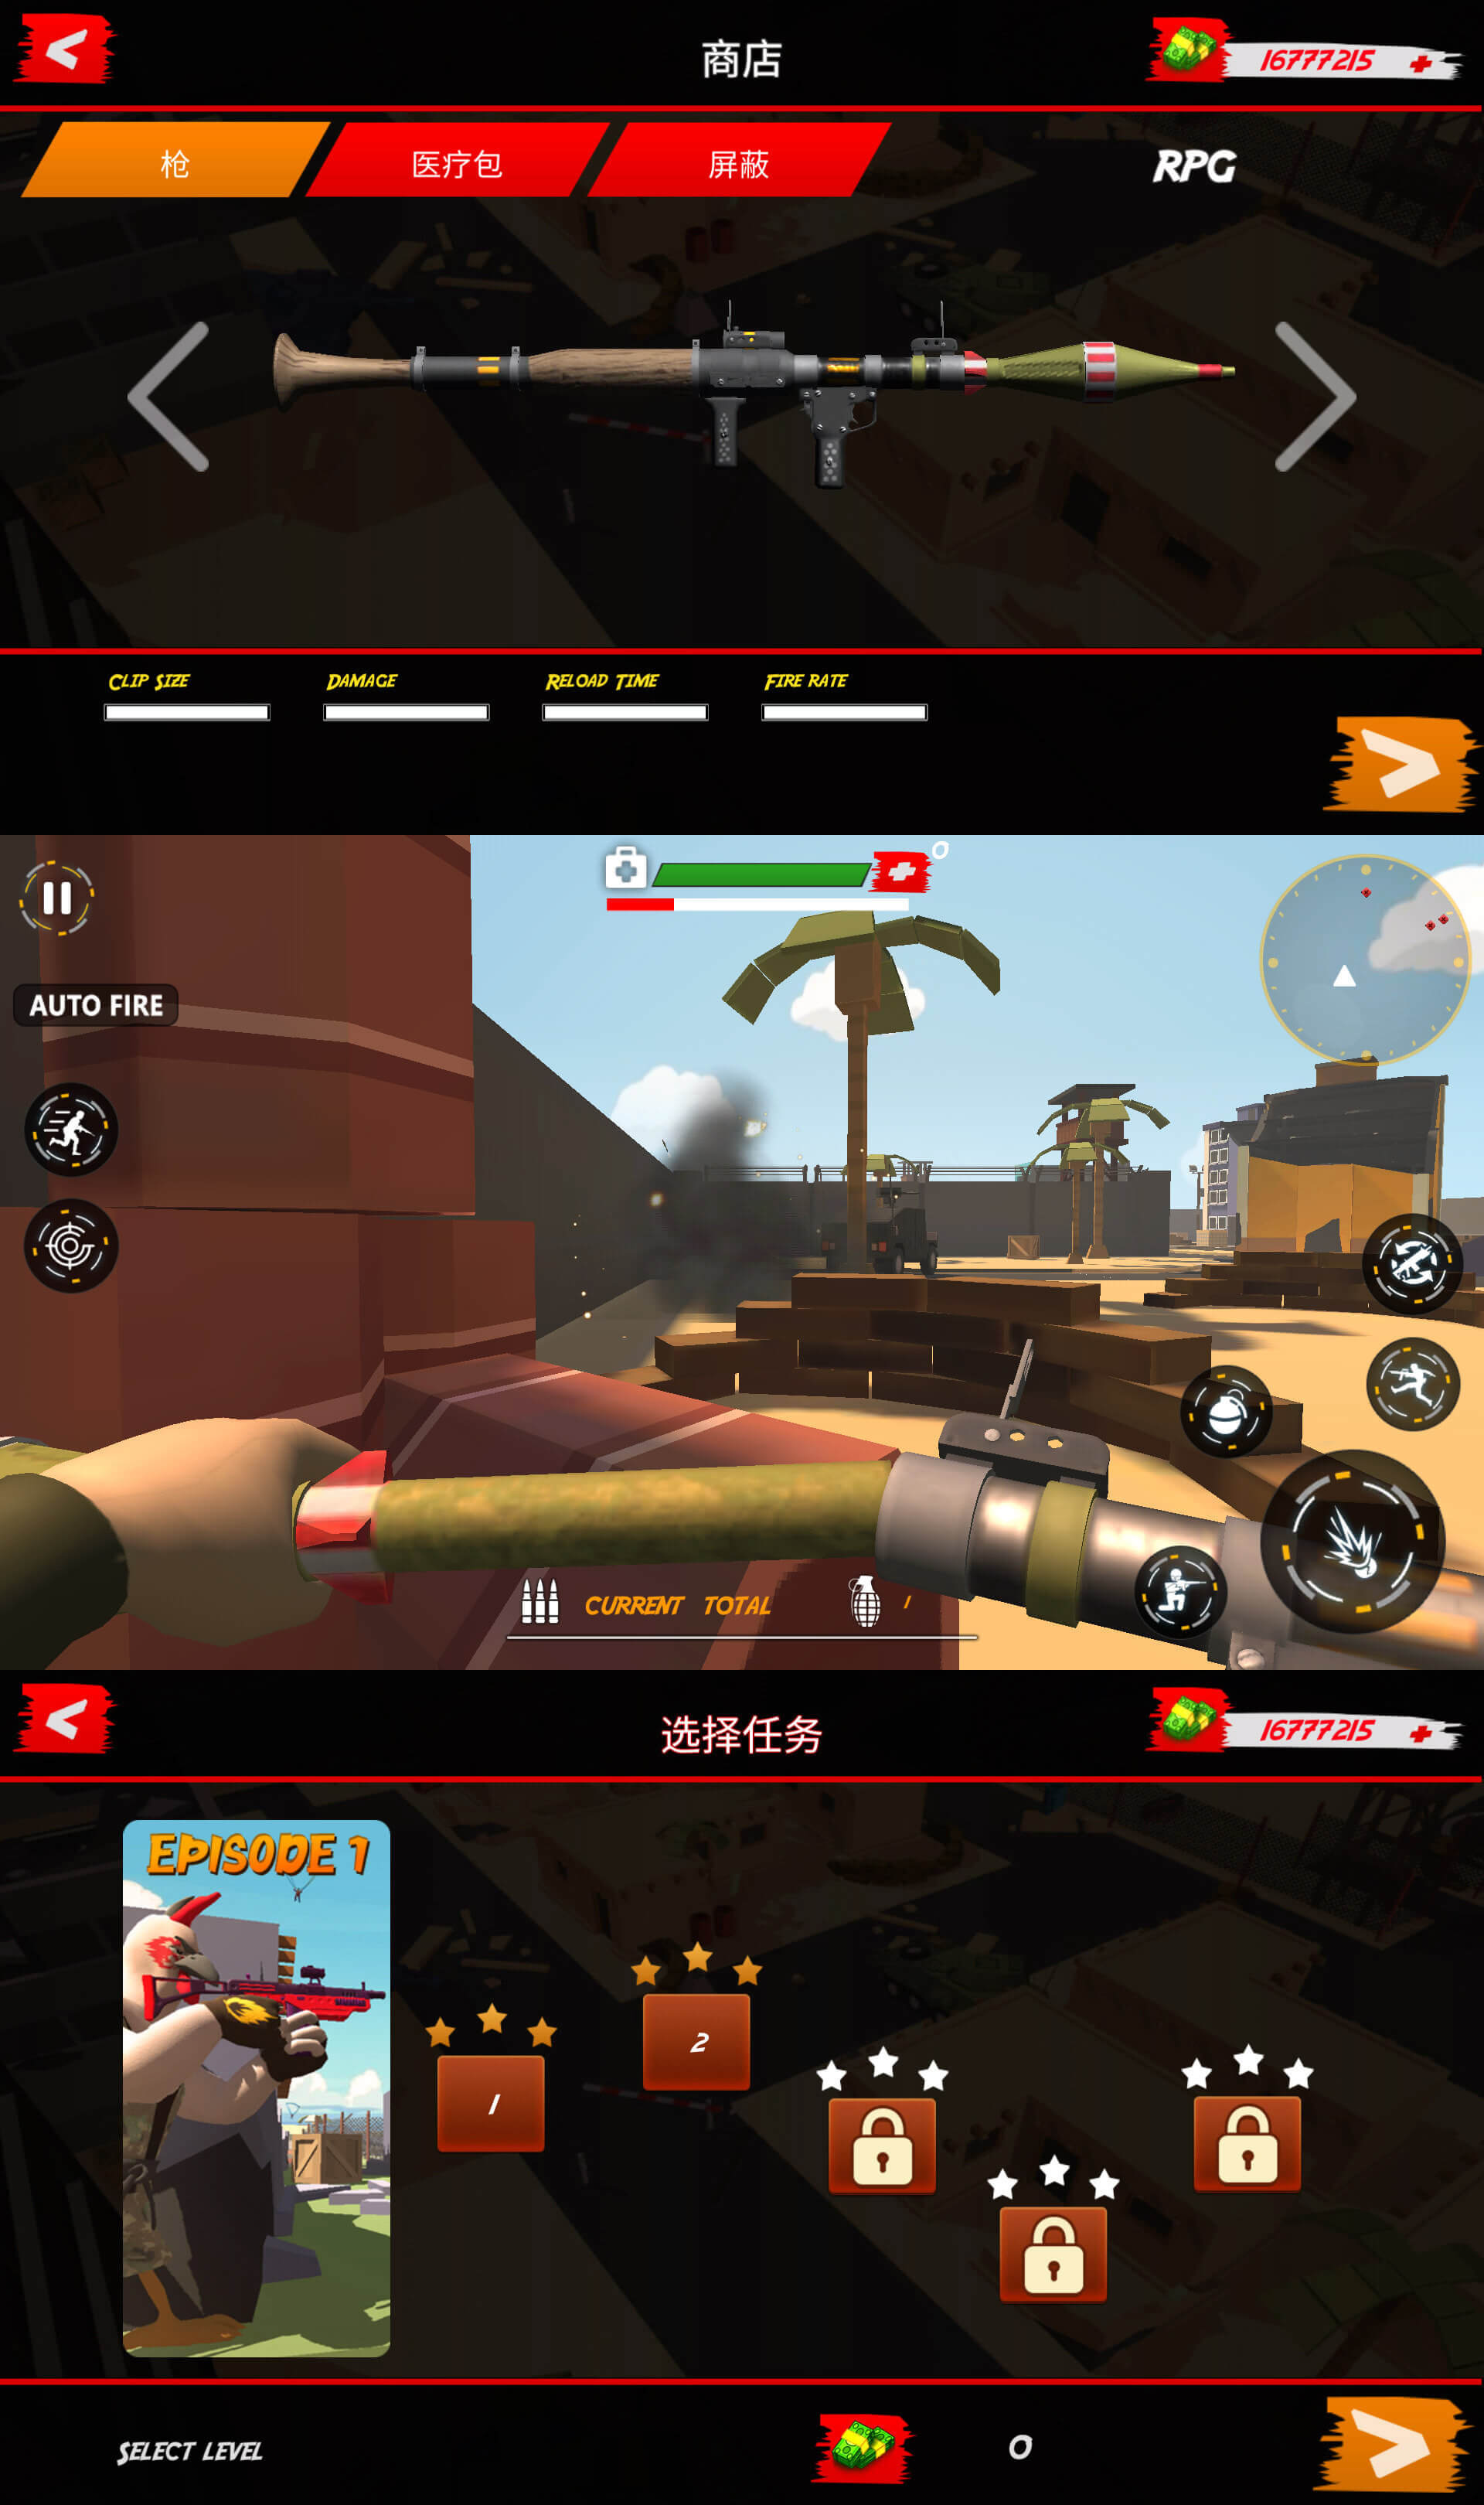 商店
16777215
枪
医疗包
屏蔽
RPG
CLIP SIZE
DAMAGE
RELOAD TIME
FIRE RATE
0
AUTO FIRE
CURRENT TOTAL
1
选择任务
16777215
EPISODE 1
1
2
SELECT LEVEL
0